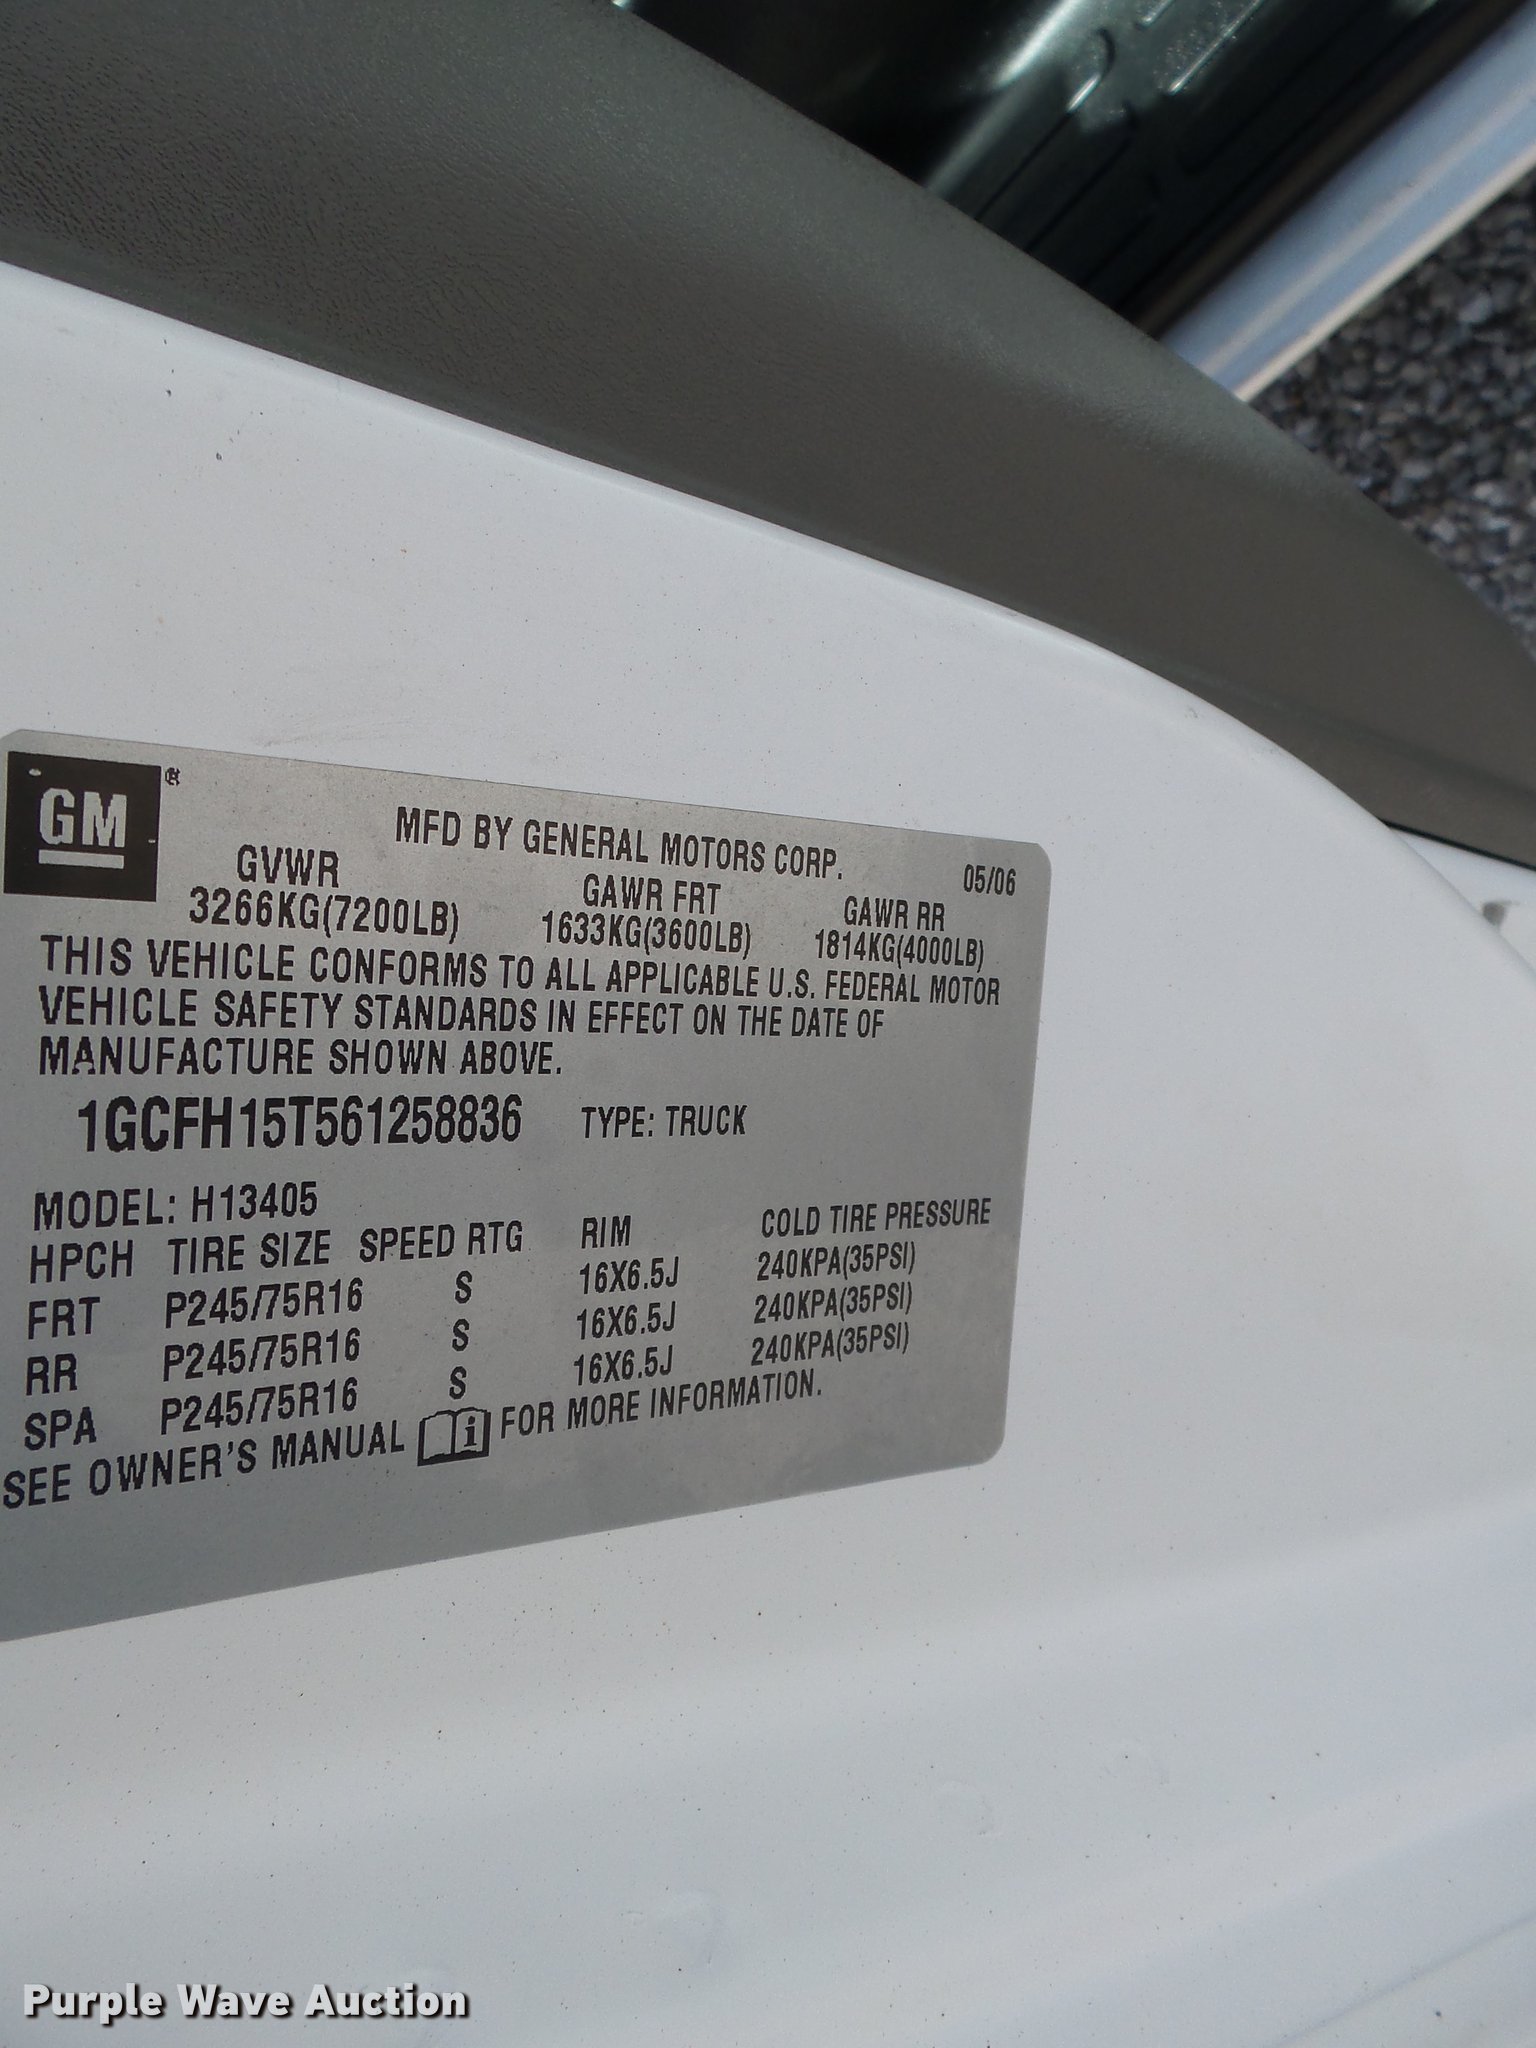 GM
MFD BY GENERAL MOTORS CORP.
05/06
GVWR GAWR FRT GAWR RR
3266KG(7200LB) 1633KG(3600LB) 1814KG(4000LB)
THIS VEHICLE CONFORMS TO ALL APPLICABLE U.S. FEDERAL MOTOR
VEHICLE SAFETY STANDARDS IN EFFECT ON THE DATE OF
MANUFACTURE SHOWN ABOVE.
1GCFH15T561258836 TYPE: TRUCK
MODEL: H13405
HPCH TIRE SIZE SPEED RTG RIM COLD TIRE PRESSURE
FRT P245/75R16 S 16X6.5J 240KPA(35PSI)
RR P245/75R16 S 16X6.5J 240KPA(35PSI)
SPA P245/75R16 S 16X6.5J 240KPA(35PSI)
SEE OWNER'S MANUAL i FOR MORE INFORMATION.
Purple Wave Auction